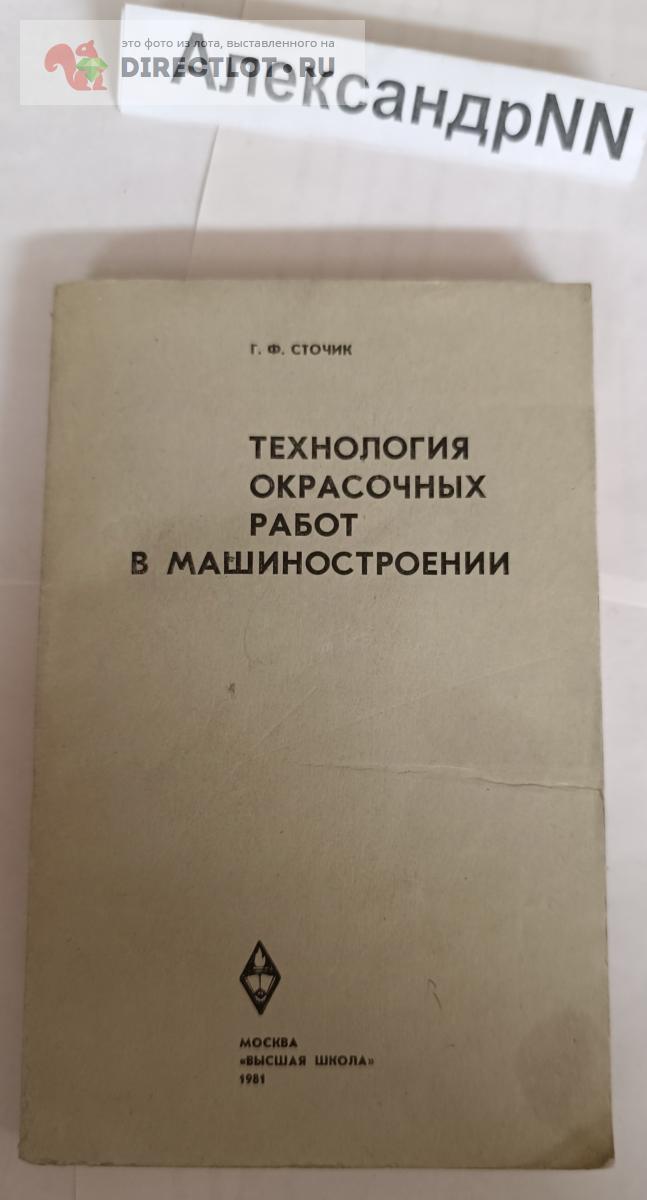 это фото из лота, выставленного на
DIRECTLOT.RU
АлександрNN
Г. Ф. СТОЧИК
ТЕХНОЛОГИЯ
ОКРАСОЧНЫХ
РАБОТ
В МАШИНОСТРОЕНИИ
МОСКВА
«ВЫСШАЯ ШКОЛА»
1981